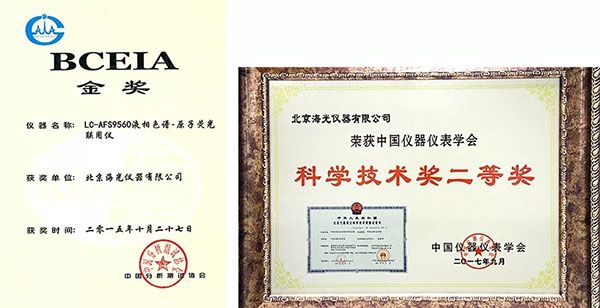 BCEIA
金奖
仪器名称: LC-AFS9560液相色谱-原子荧光
联用仪
获奖单位: 北京海光仪器有限公司
获奖时间: 二〇一五年十月二十七日
中国分析测试协会
北京海光仪器有限公司
荣获中国仪器仪表学会
科学技术奖二等奖
中国仪器仪表学会
二〇一七年九月